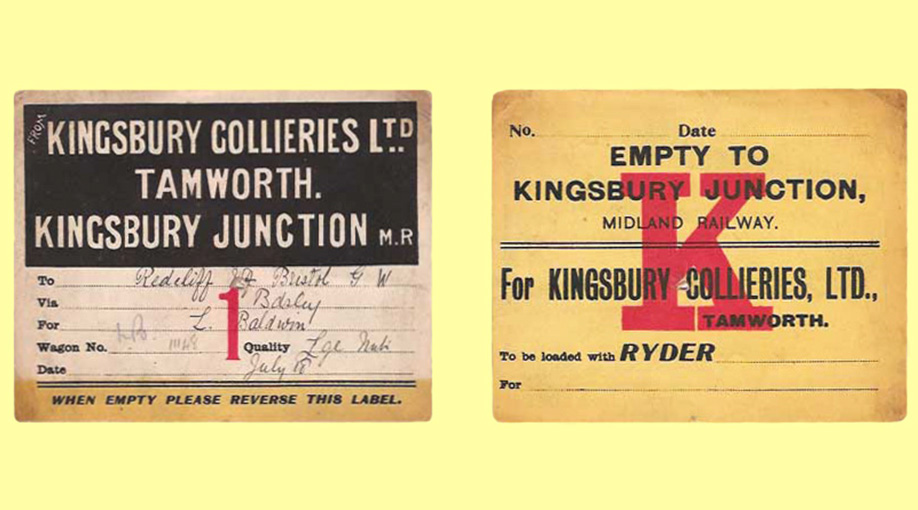 FROM
KINGSBURY COLLIERIES LTD.
TAMWORTH.
KINGSBURY JUNCTION M.R
To Redcliff Bristol G W
Via
For L. Baldwin
Wagon No.
Quality Lge Nuts
Date July
1
WHEN EMPTY PLEASE REVERSE THIS LABEL.
No. Date
EMPTY TO
KINGSBURY JUNCTION,
MIDLAND RAILWAY.
K
For KINGSBURY COLLIERIES, LTD.,
TAMWORTH.
To be loaded with RYDER
For